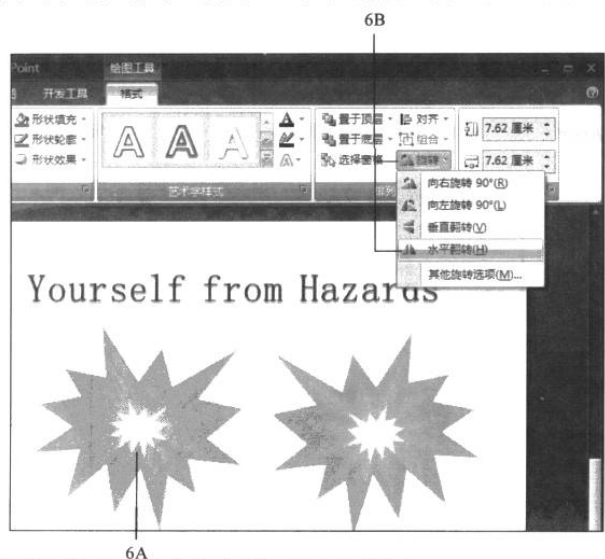 6B
Point 绘图工具
开发工具 格式
形状填充 置于顶层 对齐 7.62 厘米
形状轮廓 置于底层 组合
形状效果 选择窗格 旋转 7.62 厘米
艺术字样式 排列
向右旋转 90°(R)
向左旋转 90°(L)
垂直翻转(V)
水平翻转(H)
其他旋转选项(M)...
Yourself from Hazards
6A